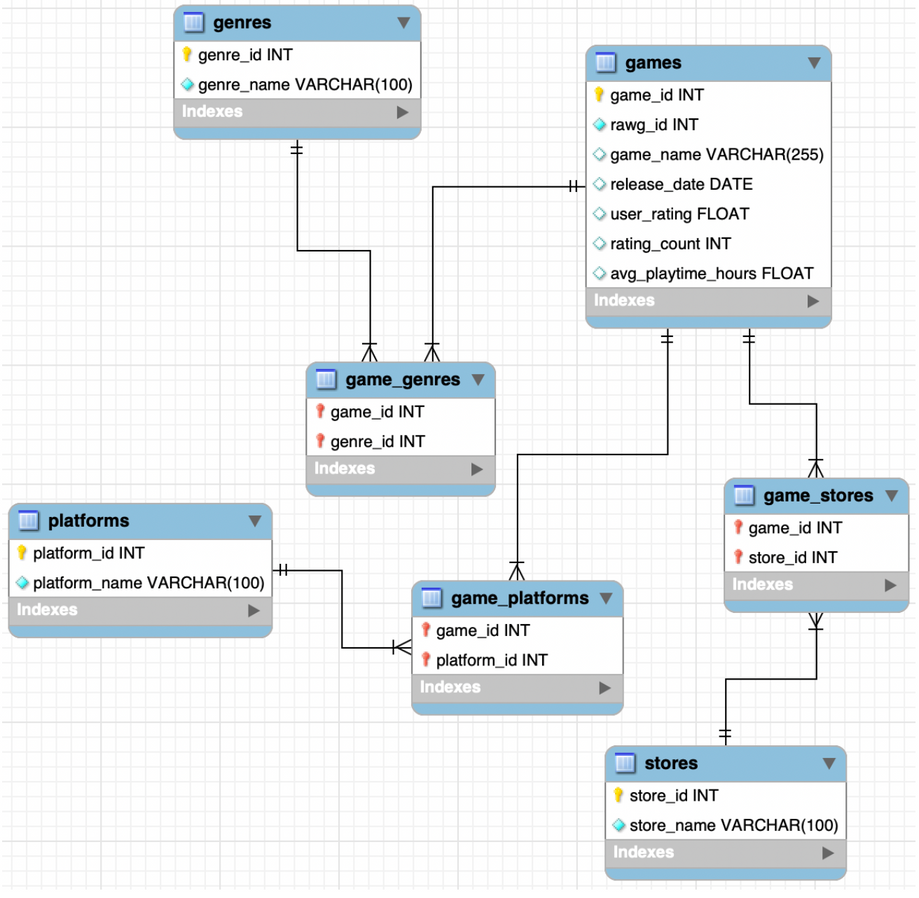 genres
genre_id INT
genre_name VARCHAR(100)
Indexes
games
game_id INT
rawg_id INT
game_name VARCHAR(255)
release_date DATE
user_rating FLOAT
rating_count INT
avg_playtime_hours FLOAT
Indexes
game_genres
game_id INT
genre_id INT
Indexes
platforms
platform_id INT
platform_name VARCHAR(100)
Indexes
game_stores
game_id INT
store_id INT
Indexes
game_platforms
game_id INT
platform_id INT
Indexes
stores
store_id INT
store_name VARCHAR(100)
Indexes